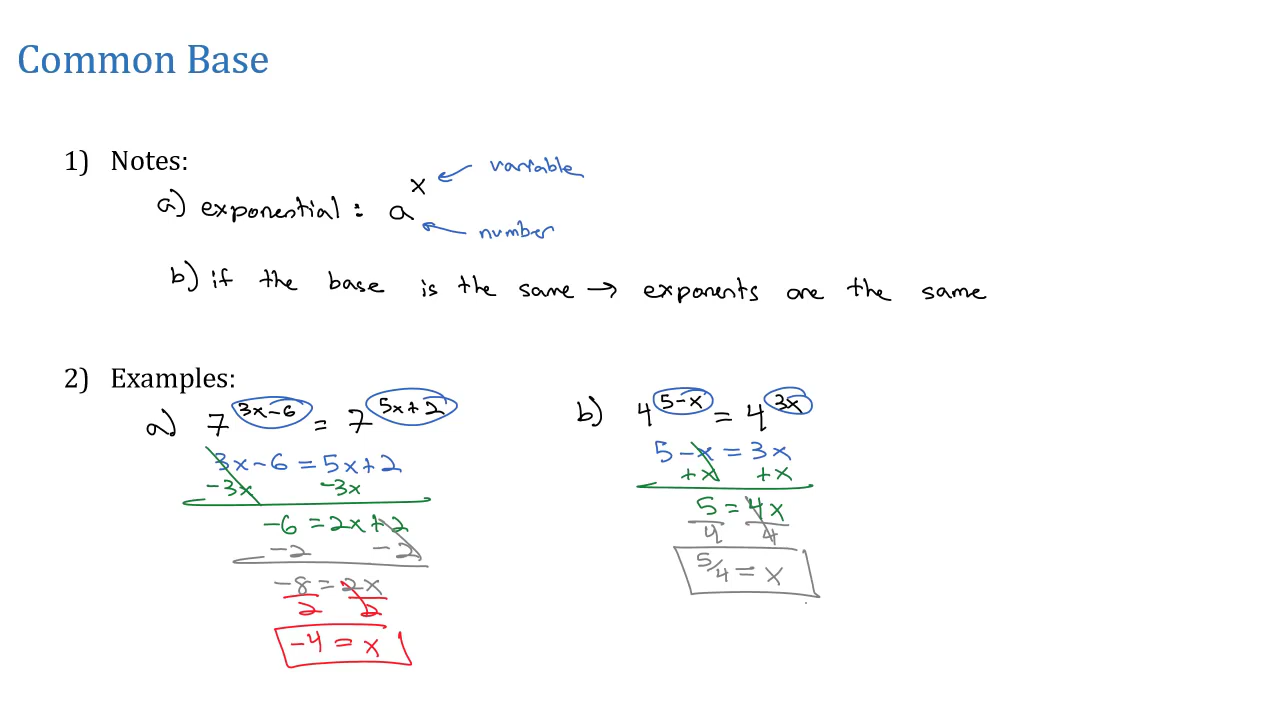 Common Base
1) Notes:
a) exponential : a^x ← variable
← number
b) if the base is the same → exponents are the same
2) Examples:
a) 7^(3x-6) = 7^(5x+2)
3x-6 = 5x+2
-3x -3x
-6 = 2x+2
-2 -2
-8 = 2x
2 2
-4 = x
b) 4^(5-x) = 4^(3x)
5-x = 3x
+x +x
5 = 4x
4 4
5/4 = x